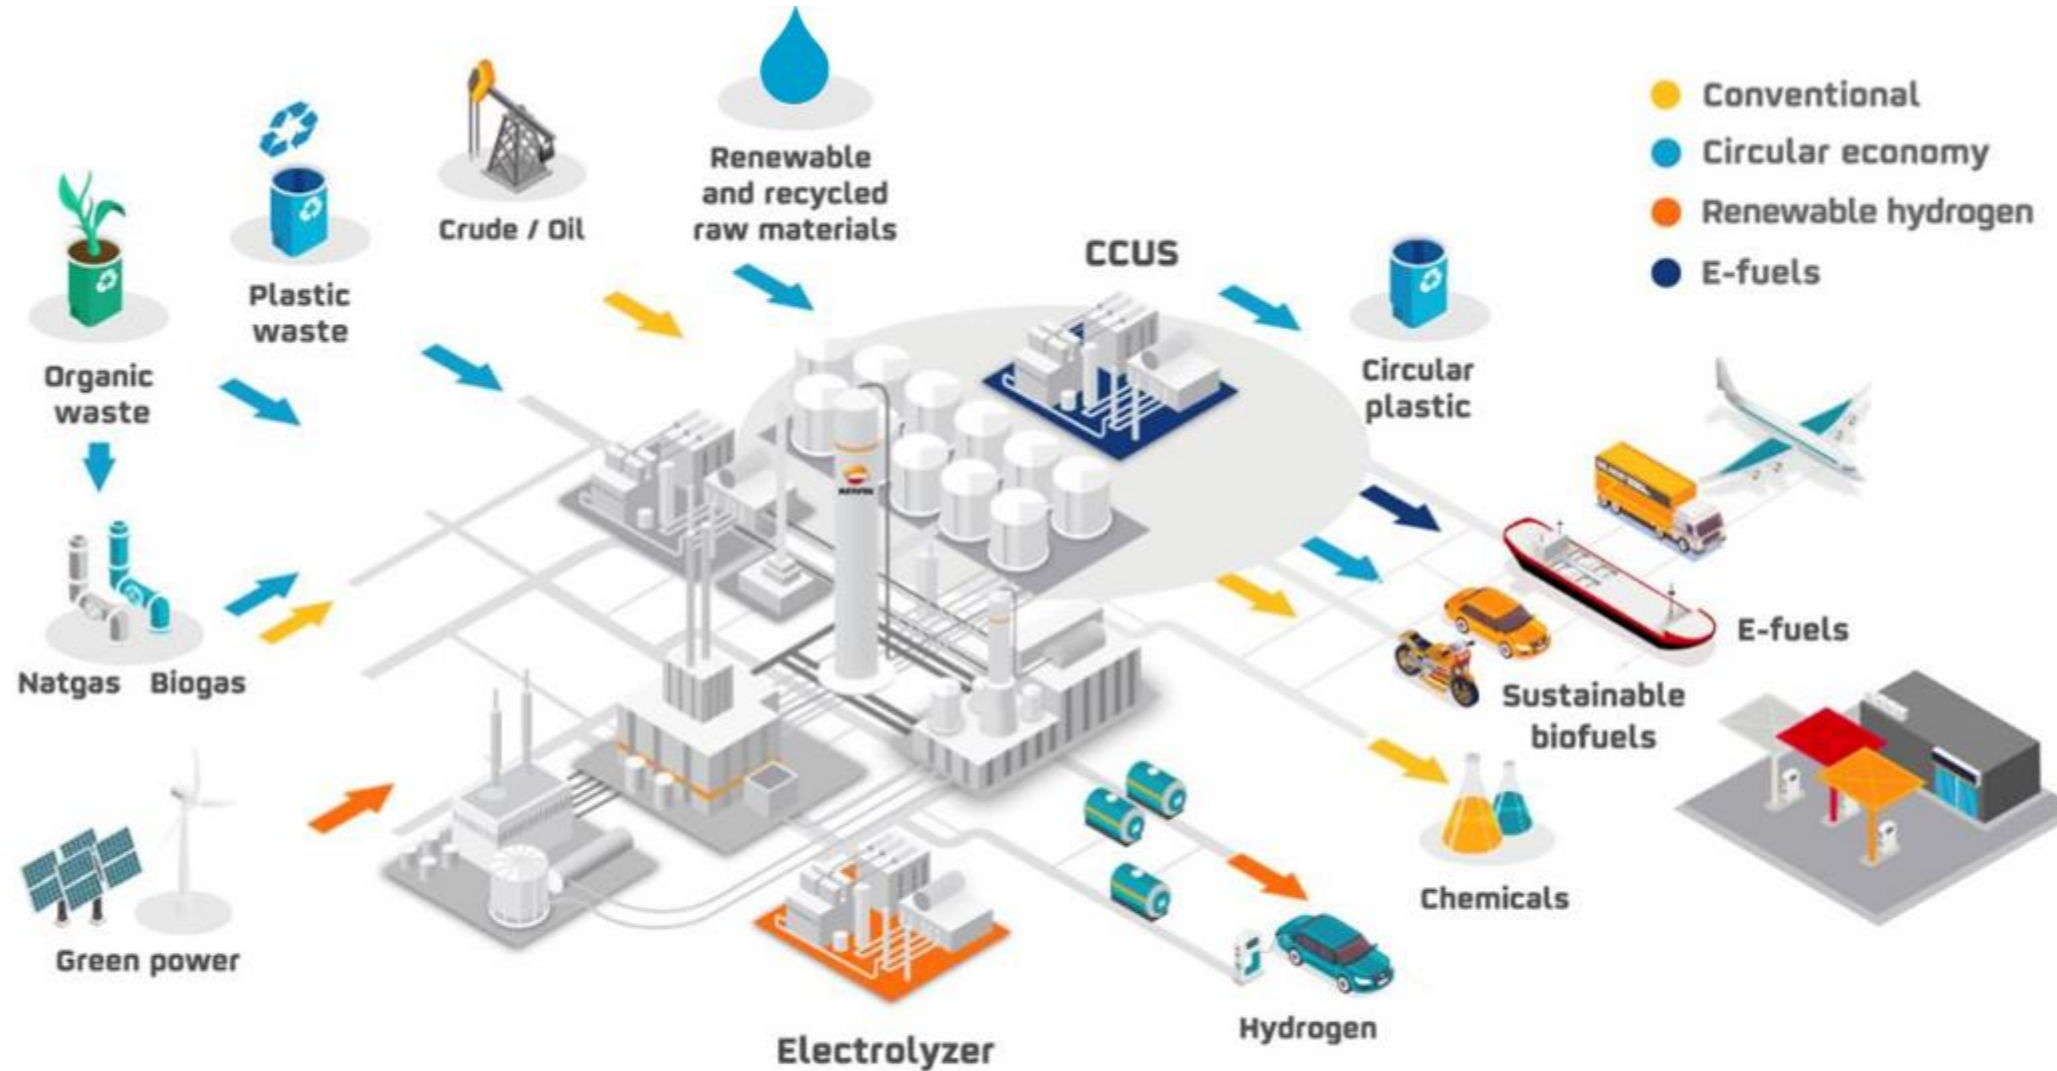 Renewable
and recycled
raw materials
Crude / Oil
Plastic
waste
Organic
waste
Natgas
Biogas
Green power
CCUS
Electrolyzer
Conventional
Circular economy
Renewable hydrogen
E-fuels
Circular
plastic
E-fuels
Sustainable
biofuels
Chemicals
Hydrogen